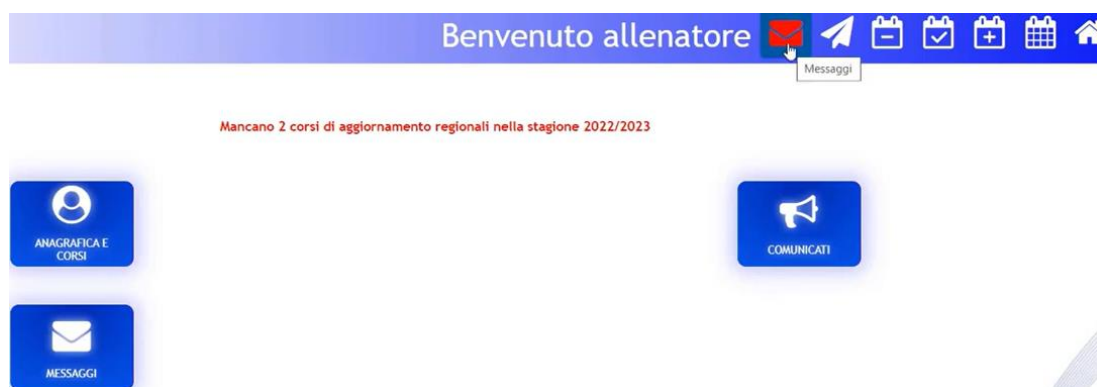 Benvenuto allenatore
Messaggi
Mancano 2 corsi di aggiornamento regionali nella stagione 2022/2023
ANAGRAFICA E
CORSI
COMUNICATI
MESSAGGI